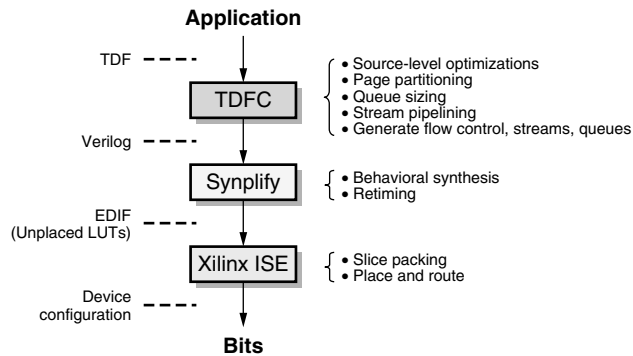 Application
TDF
TDFC
• Source-level optimizations
• Page partitioning
• Queue sizing
• Stream pipelining
• Generate flow control, streams, queues
Verilog
Synplify
• Behavioral synthesis
• Retiming
EDIF
(Unplaced LUTs)
Xilinx ISE
• Slice packing
• Place and route
Device
configuration
Bits